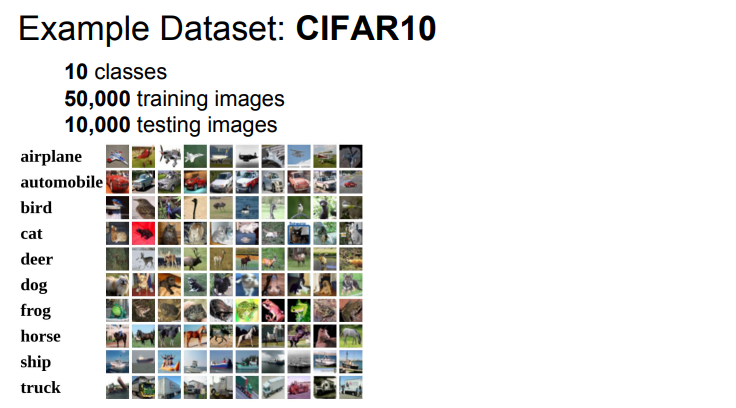 Example Dataset: CIFAR10
10 classes
50,000 training images
10,000 testing images
airplane
automobile
bird
cat
deer
dog
frog
horse
ship
truck